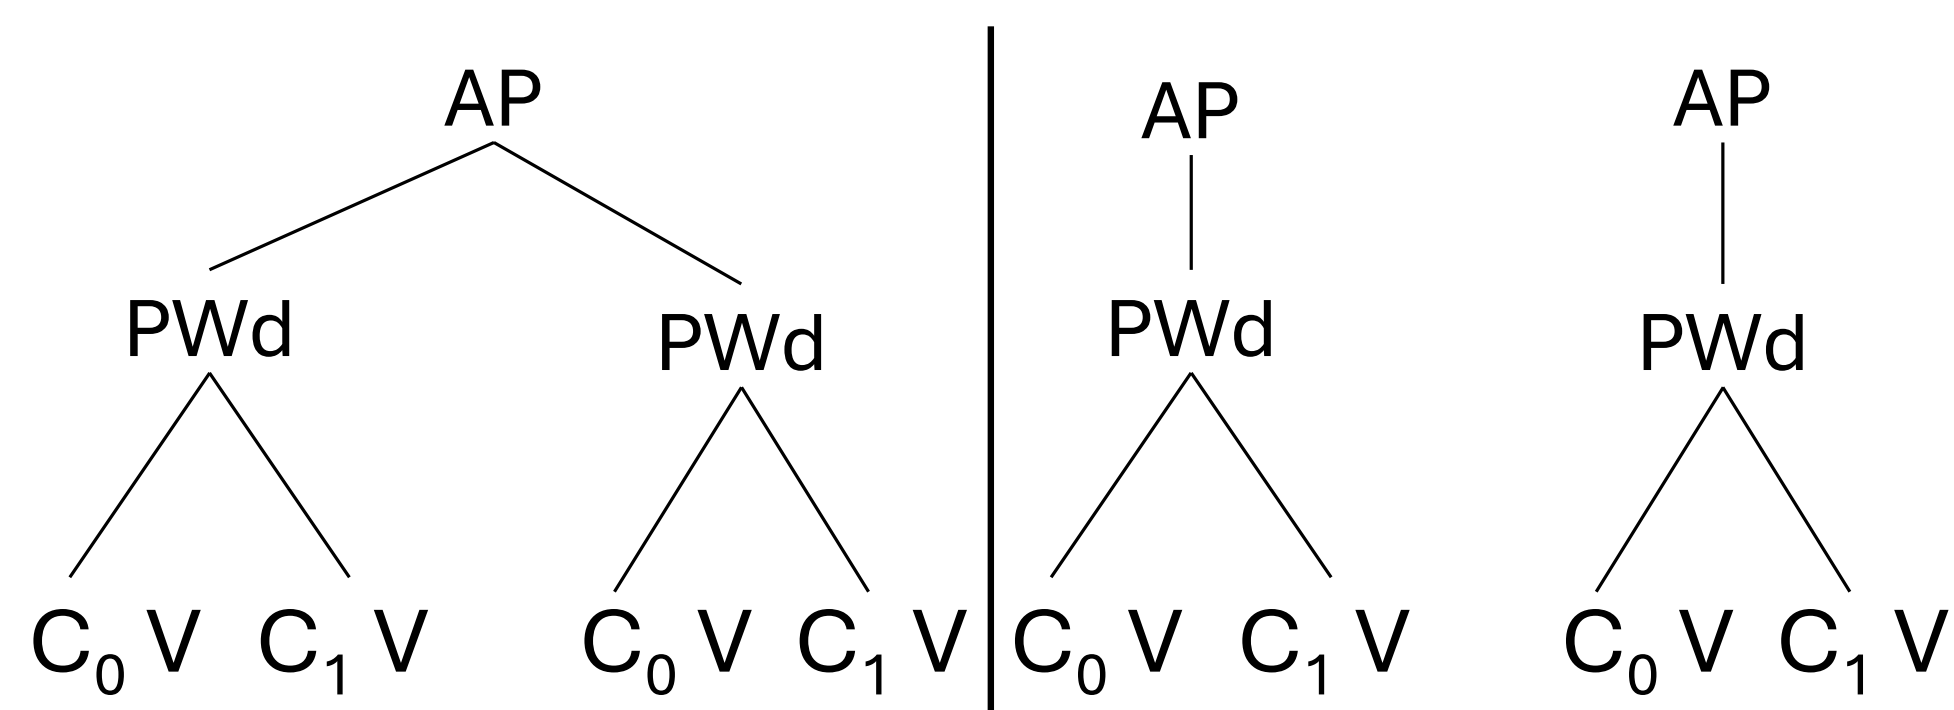 AP AP AP
PWd PWd PWd PWd
C₀ V C₁ V C₀ V C₁ V C₀ V C₁ V C₀ V C₁ V